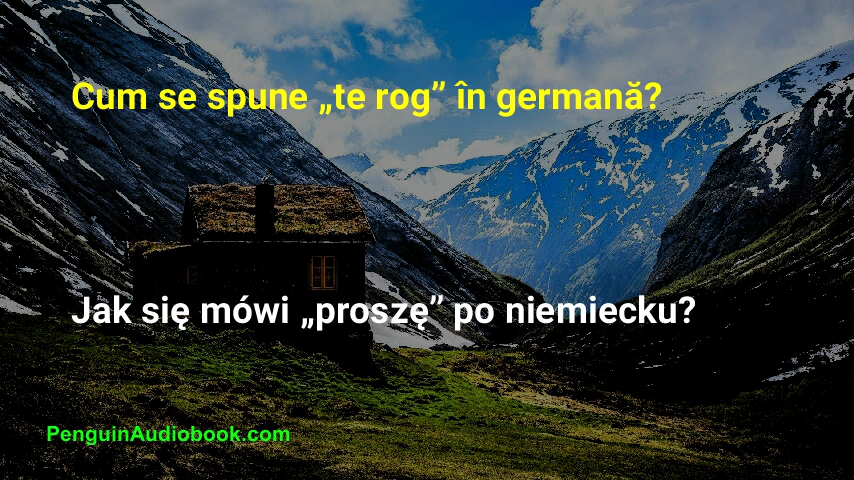 Cum se spune „te rog” în germană?
Jak się mówi „proszę” po niemiecku?
PenguinAudiobook.com